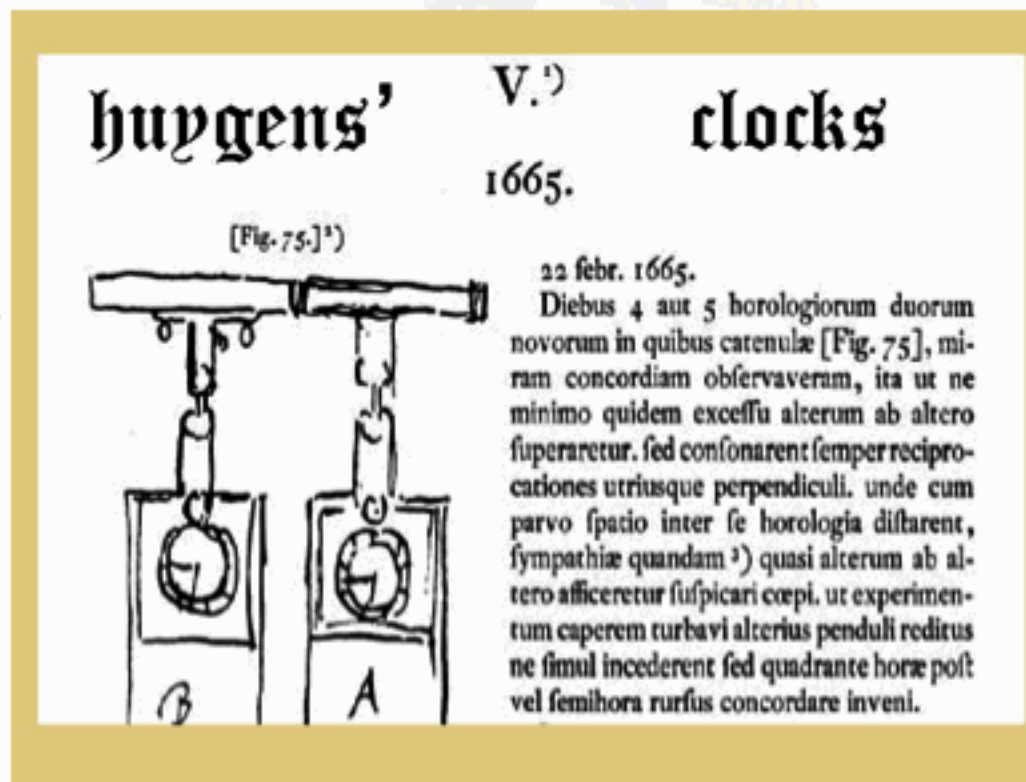 huygens' clocks
V.¹)
1665.
[Fig. 75.]²)
22 febr. 1665.
Diebus 4 aut 5 horologiorum duorum
novorum in quibus catenulæ [Fig. 75], mi-
ram concordiam obſervaveram, ita ut ne
minimo quidem exceſſu alterum ab altero
ſuperaretur. ſed conſonarent ſemper recipro-
cationes utriusque perpendiculi. unde cum
parvo ſpatio inter ſe horologia diſtarent,
ſympathiæ quandam ³) quasi alterum ab al-
tero afficeretur ſuſpicari cœpi. ut experimen-
tum caperem turbavi alterius penduli reditus
ne ſimul incederent ſed quadrante horæ poſt
vel ſemihora rurſus concordare inveni.
B A